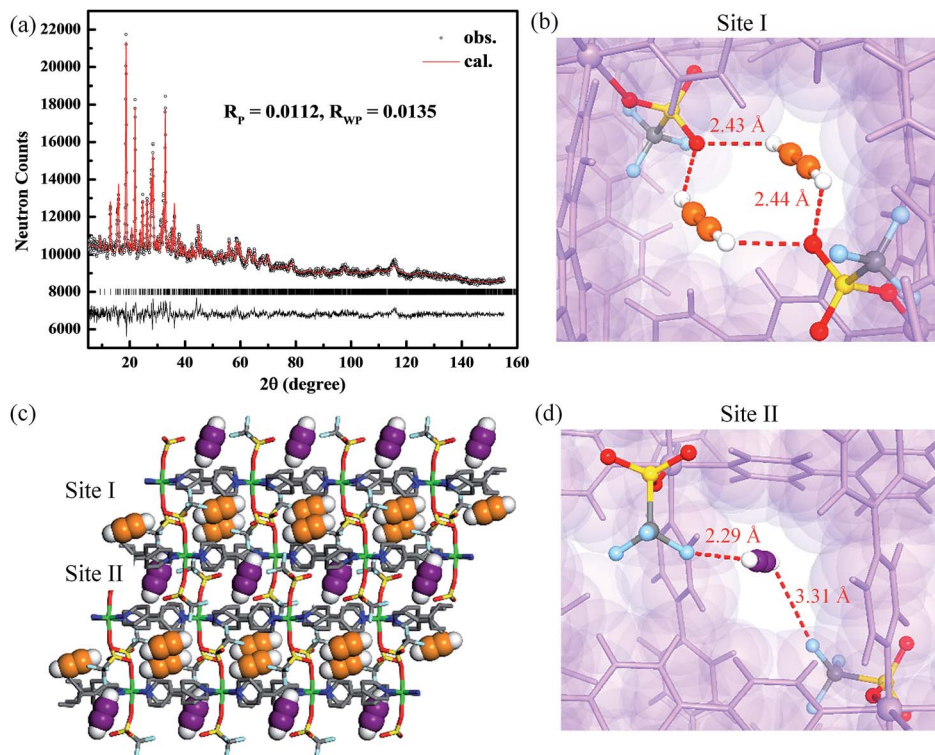 (a)
22000
20000
18000
16000
14000
12000
10000
8000
6000
Neutron Counts
obs.
cal.
R_P = 0.0112, R_WP = 0.0135
20 40 60 80 100 120 140 160
2θ (degree)
(b)
Site I
2.43 Å
2.44 Å
(c)
Site I
Site II
(d)
Site II
2.29 Å
3.31 Å